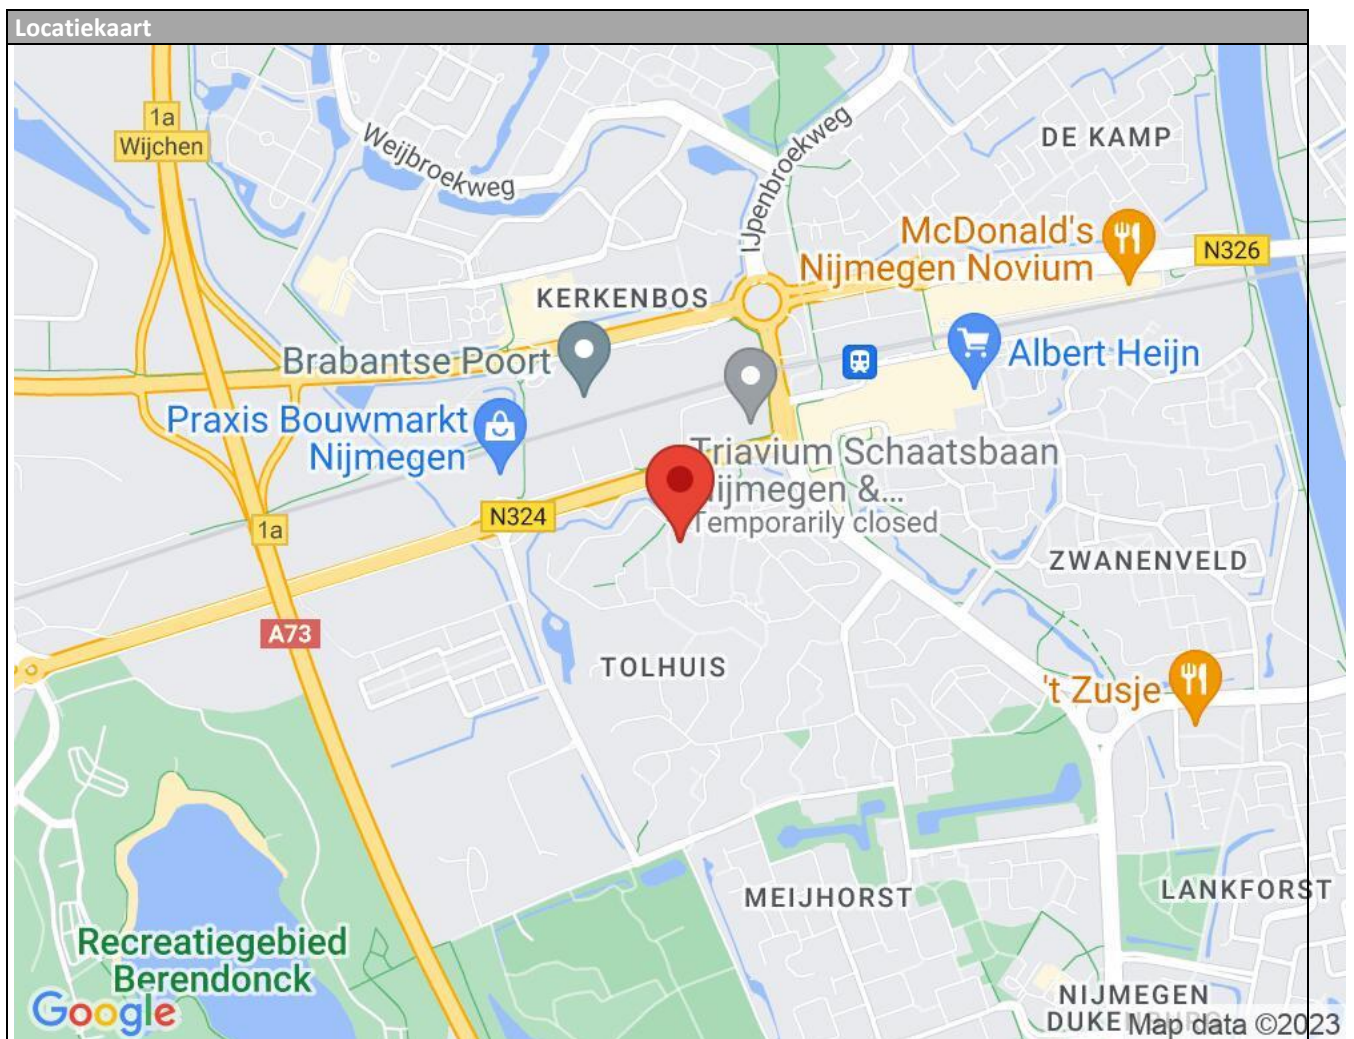 Locatiekaart
1a
Wijchen
Weijbroekweg
IJpenbroekweg
DE KAMP
McDonald's
Nijmegen Novium
N326
KERKENBOS
Brabantse Poort
Albert Heijn
Praxis Bouwmarkt
Nijmegen
Triavium Schaatsbaan
Nijmegen &...
Temporarily closed
N324
1a
ZWANENVELD
A73
TOLHUIS
't Zusje
MEIJHORST
LANKFORST
Recreatiegebied
Berendonck
NIJMEGEN
Google
Map data ©2023